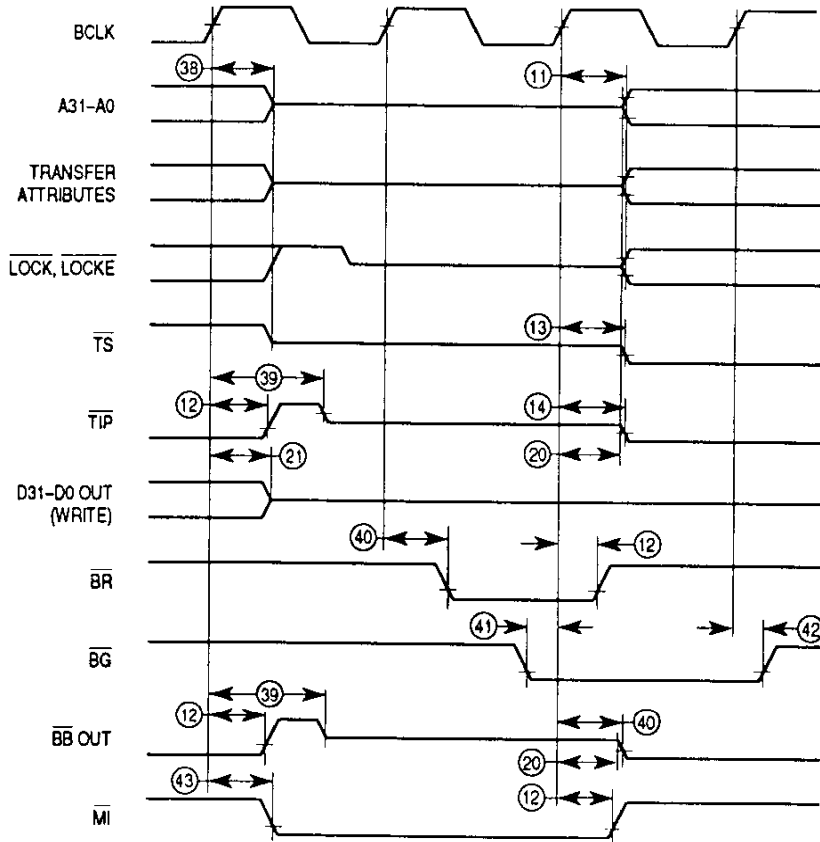 BCLK
38
11
A31-A0
TRANSFER
ATTRIBUTES
LOCK, LOCKE
TS
13
39
12
14
TIP
21
20
D31-D0 OUT
(WRITE)
40
12
BR
41
42
BG
39
12
40
BB OUT
20
43
12
MI